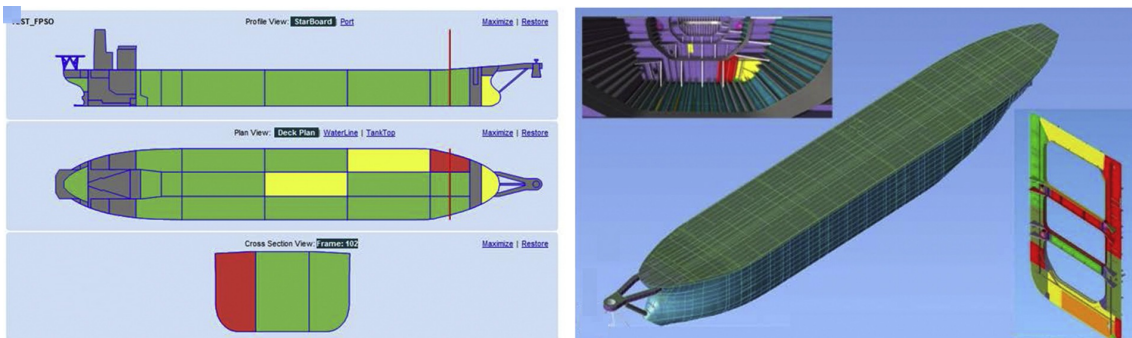 TEST_FPSO Profile View: StarBoard Port Maximize | Restore
Plan View: Deck Plan WaterLine | TankTop Maximize | Restore
Cross Section View: Frame: 102 Maximize | Restore